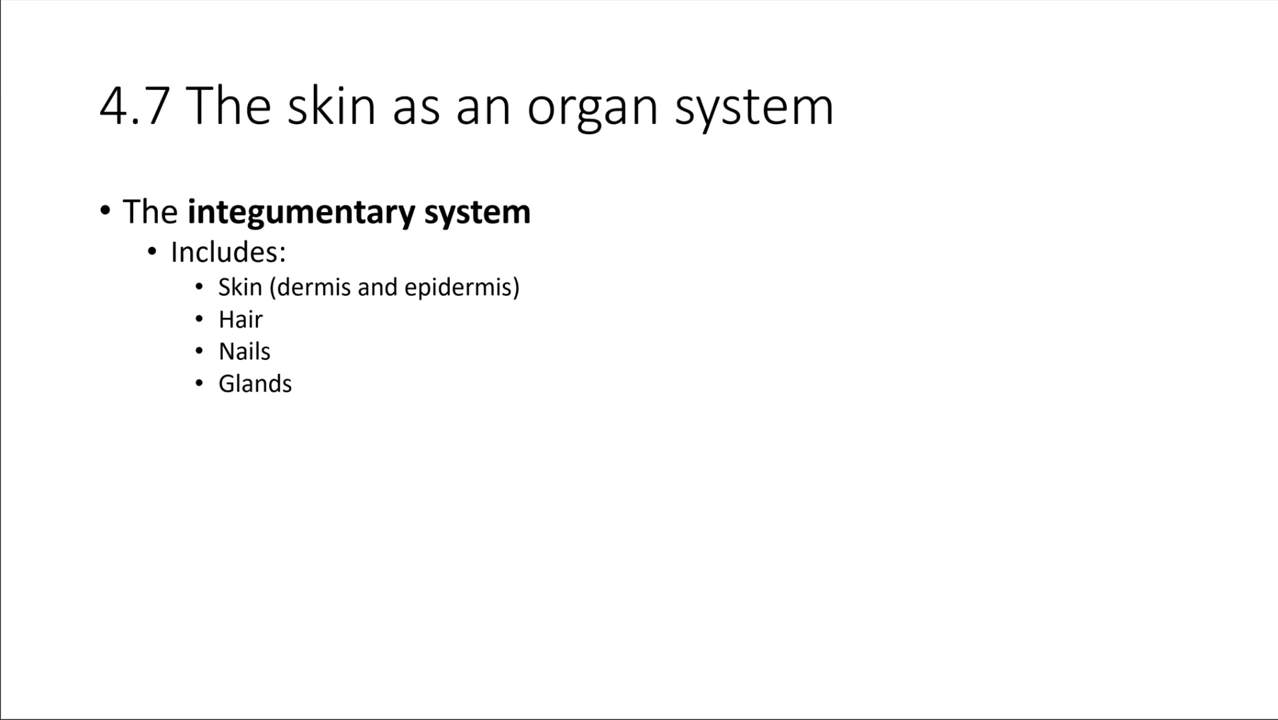 4.7 The skin as an organ system
• The integumentary system
• Includes:
• Skin (dermis and epidermis)
• Hair
• Nails
• Glands